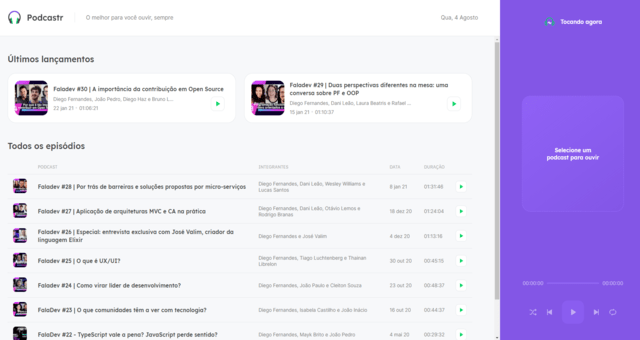 Podcastr
O melhor para você ouvir, sempre
Qua, 4 Agosto
Tocando agora
Últimos lançamentos
Faladev #30 | A importância da contribuição em Open Source
Diego Fernandes, João Pedro, Diego Haz e Bruno L...
22 jan 21 · 01:08:21
Faladev #29 | Duas perspectivas diferentes na mesa: uma
conversa sobre PF e OOP
Diego Fernandes, Dani Leão, Laura Beatris e Rafael ...
15 jan 21 · 01:10:37
Selecione um
podcast para ouvir
Todos os episódios
PODCAST INTEGRANTES DATA DURAÇÃO
Faladev #28 | Por trás de barreiras e soluções propostas por micro-serviços
Diego Fernandes, Dani Leão, Wesley Williams e
Lucas Santos
8 jan 21
01:31:46
Faladev #27 | Aplicação de arquiteturas MVC e CA na prática
Diego Fernandes, Dani Leão, Otávio Lemos e
Rodrigo Branas
18 dez 20
01:24:04
Faladev #26 | Especial: entrevista exclusiva com José Valim, criador da
linguagem Elixir
Diego Fernandes e José Valim
4 dez 20
01:13:16
Faladev #25 | O que é UX/UI?
Diego Fernandes, Tiago Luchtenberg e Thainan
30 out 20
00:45:15
Faladev #24 | Como virar líder de desenvolvimento?
Diego Fernandes, João Paulo e Cleiton Souza
23 out 20
00:48:37
FalaDev #23 | O que comunidades têm a ver com tecnologia?
Diego Fernandes, Isabela Castilho e João Inácio
18 out 20
00:44:37
FalaDev #22 - TypeScript vale a pena? JavaScript perde sentido?
Diego Fernandes, Mayk Brito e João Pedro
4 mai 20
00:29:32
00:00:00
00:00:00